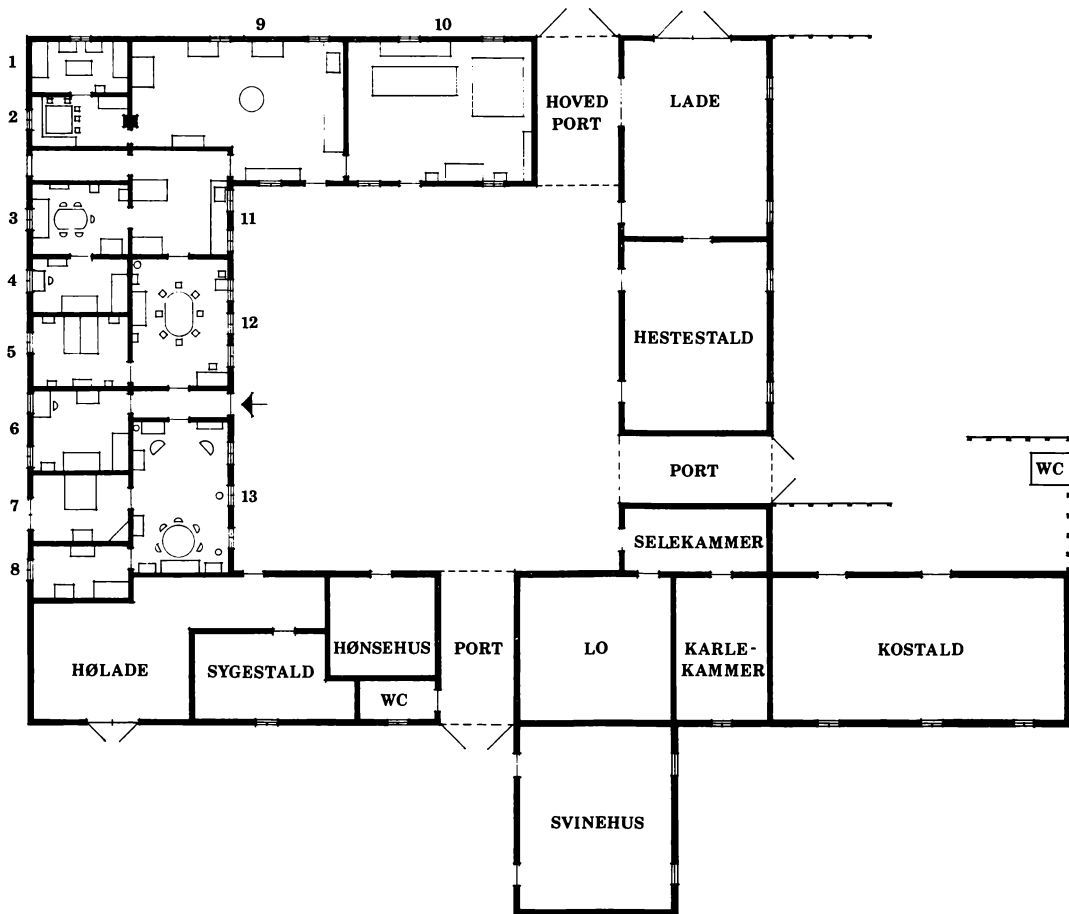 9
10
1
2
3
4
5
6
7
8
11
12
13
HOVED
PORT
LADE
HESTESTALD
PORT
WC
SELEKAMMER
HØLADE
SYGESTALD
HØNSEHUS
WC
PORT
LO
KARLE-
KAMMER
KOSTALD
SVINEHUS